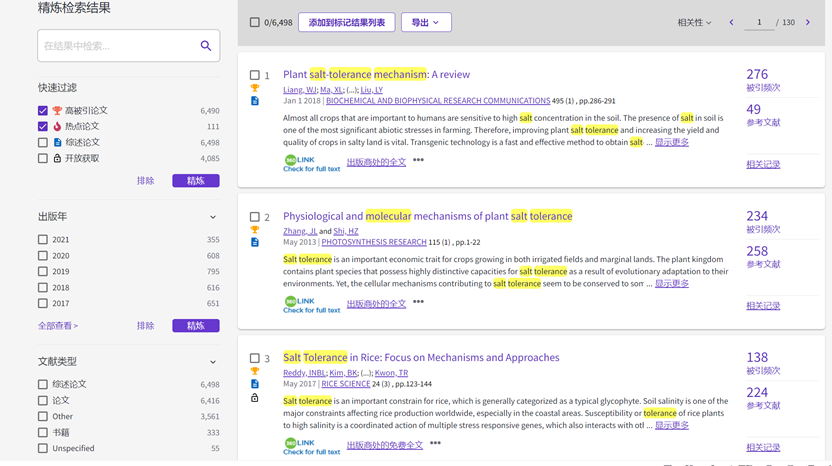 精炼检索结果
在结果中检索...
快速过滤
高被引论文 6,490
热点论文 111
综述论文 6,498
开放获取 4,085
排除 精炼
出版年
2021 355
2020 608
2019 795
2018 616
2017 651
全部查看 > 排除 精炼
文献类型
综述论文 6,498
论文 6,416
Other 3,561
书籍 333
Unspecified 55
0/6,498 添加到标记结果列表 导出 相关性 1 / 130
1 Plant salt-tolerance mechanism: A review
Liang, WJ; Ma, XL; (...); Liu, LY
Jan 1 2018 | BIOCHEMICAL AND BIOPHYSICAL RESEARCH COMMUNICATIONS 495 (1) , pp.286-291
Almost all crops that are important to humans are sensitive to high salt concentration in the soil. The presence of salt in soil is
one of the most significant abiotic stresses in farming. Therefore, improving plant salt tolerance and increasing the yield and
quality of crops in salty land is vital. Transgenic technology is a fast and effective method to obtain salt- ... 显示更多
360 LINK
Check for full text 出版商处的全文 •••
276
被引频次
49
参考文献
相关记录
2 Physiological and molecular mechanisms of plant salt tolerance
Zhang, JL and Shi, HZ
May 2013 | PHOTOSYNTHESIS RESEARCH 115 (1) , pp.1-22
Salt tolerance is an important economic trait for crops growing in both irrigated fields and marginal lands. The plant kingdom
contains plant species that possess highly distinctive capacities for salt tolerance as a result of evolutionary adaptation to their
environments. Yet, the cellular mechanisms contributing to salt tolerance seem to be conserved to som ... 显示更多
360 LINK
Check for full text 出版商处的全文 •••
234
被引频次
258
参考文献
相关记录
3 Salt Tolerance in Rice: Focus on Mechanisms and Approaches
Reddy, INBL; Kim, BK; (...); Kwon, TR
May 2017 | RICE SCIENCE 24 (3) , pp.123-144
Salt tolerance is an important constrain for rice, which is generally categorized as a typical glycophyte. Soil salinity is one of the
major constraints affecting rice production worldwide, especially in the coastal areas. Susceptibility or tolerance of rice plants
to high salinity is a coordinated action of multiple stress responsive genes, which also interacts with otl ... 显示更多
360 LINK
Check for full text 出版商处的免费全文 •••
138
被引频次
224
参考文献
相关记录